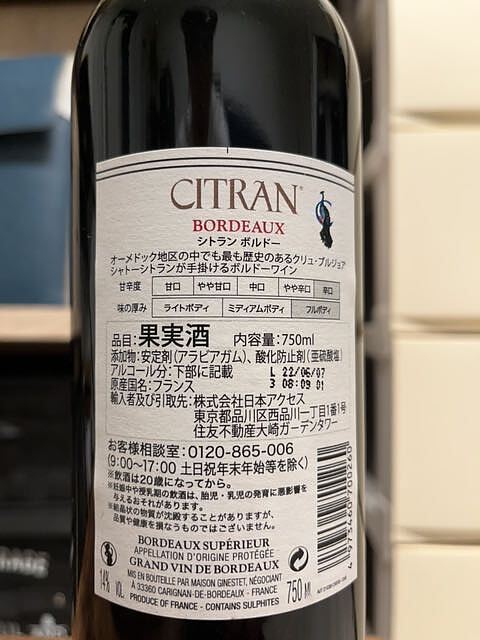 CITRAN®
BORDEAUX
シトラン ボルドー
オーメドック地区の中でも最も歴史のあるクリュ・ブルジョア
シャトーシトランが手掛けるボルドーワイン
甘辛度 甘口 やや甘口 中口 やや辛口 辛口
味の厚み ライトボディ ミディアムボディ フルボディ
品目:果実酒 内容量:750ml
添加物:安定剤(アラビアガム)、酸化防止剤(亜硫酸塩)
アルコール分:下部に記載 L 22/06/07
原産国名:フランス 3 08:09 01
輸入者及び引取先:株式会社日本アクセス
東京都品川区西品川一丁目1番1号
住友不動産大崎ガーデンタワー
お客様相談室:0120-865-006
(9:00~17:00 土日祝年末年始等を除く)
※飲酒は20歳になってから。
※妊娠中や授乳期の飲酒は、胎児・乳児の発育に悪影響を
与えるおそれがあります。
※結晶状の物質が沈殿することがありますが、
品質や健康を損なうものではございません。
BORDEAUX SUPÉRIEUR
APPELLATION D'ORIGINE PROTÉGÉE
GRAND VIN DE BORDEAUX
MIS EN BOUTEILLE PAR MAISON GINESTET, NÉGOCIANT
À 33360 CARIGNAN-DE-BORDEAUX - FRANCE
PRODUCE OF FRANCE - CONTAINS SULPHITES
14% VOL.
750 Ml
4 973460 700260